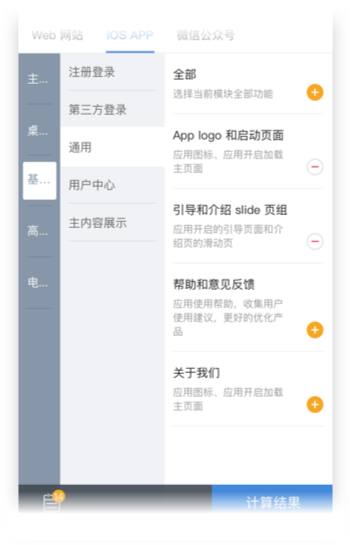 Web 网站
iOS APP
微信公众号
主...
桌...
基...
高...
电...
注册登录
第三方登录
通用
用户中心
主内容展示
全部
选择当前模块全部功能
App logo 和启动页面
应用图标、应用开启加载
主页面
引导和介绍 slide 页组
应用开启的引导页面和介
绍页的滑动页
帮助和意见反馈
应用使用帮助，收集用户
使用建议，更好的优化产
品
关于我们
应用图标、应用开启加载
主页面
14
计算结果